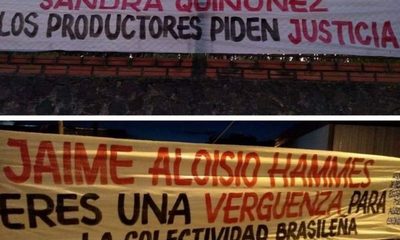 SANDRA QUIÑONEZ
LOS PRODUCTORES PIDEN JUSTICIA
JAIME ALOISIO HAMMES
ERES UNA VERGUENZA PARA
LA COLECTIVIDAD BRASILEÑA